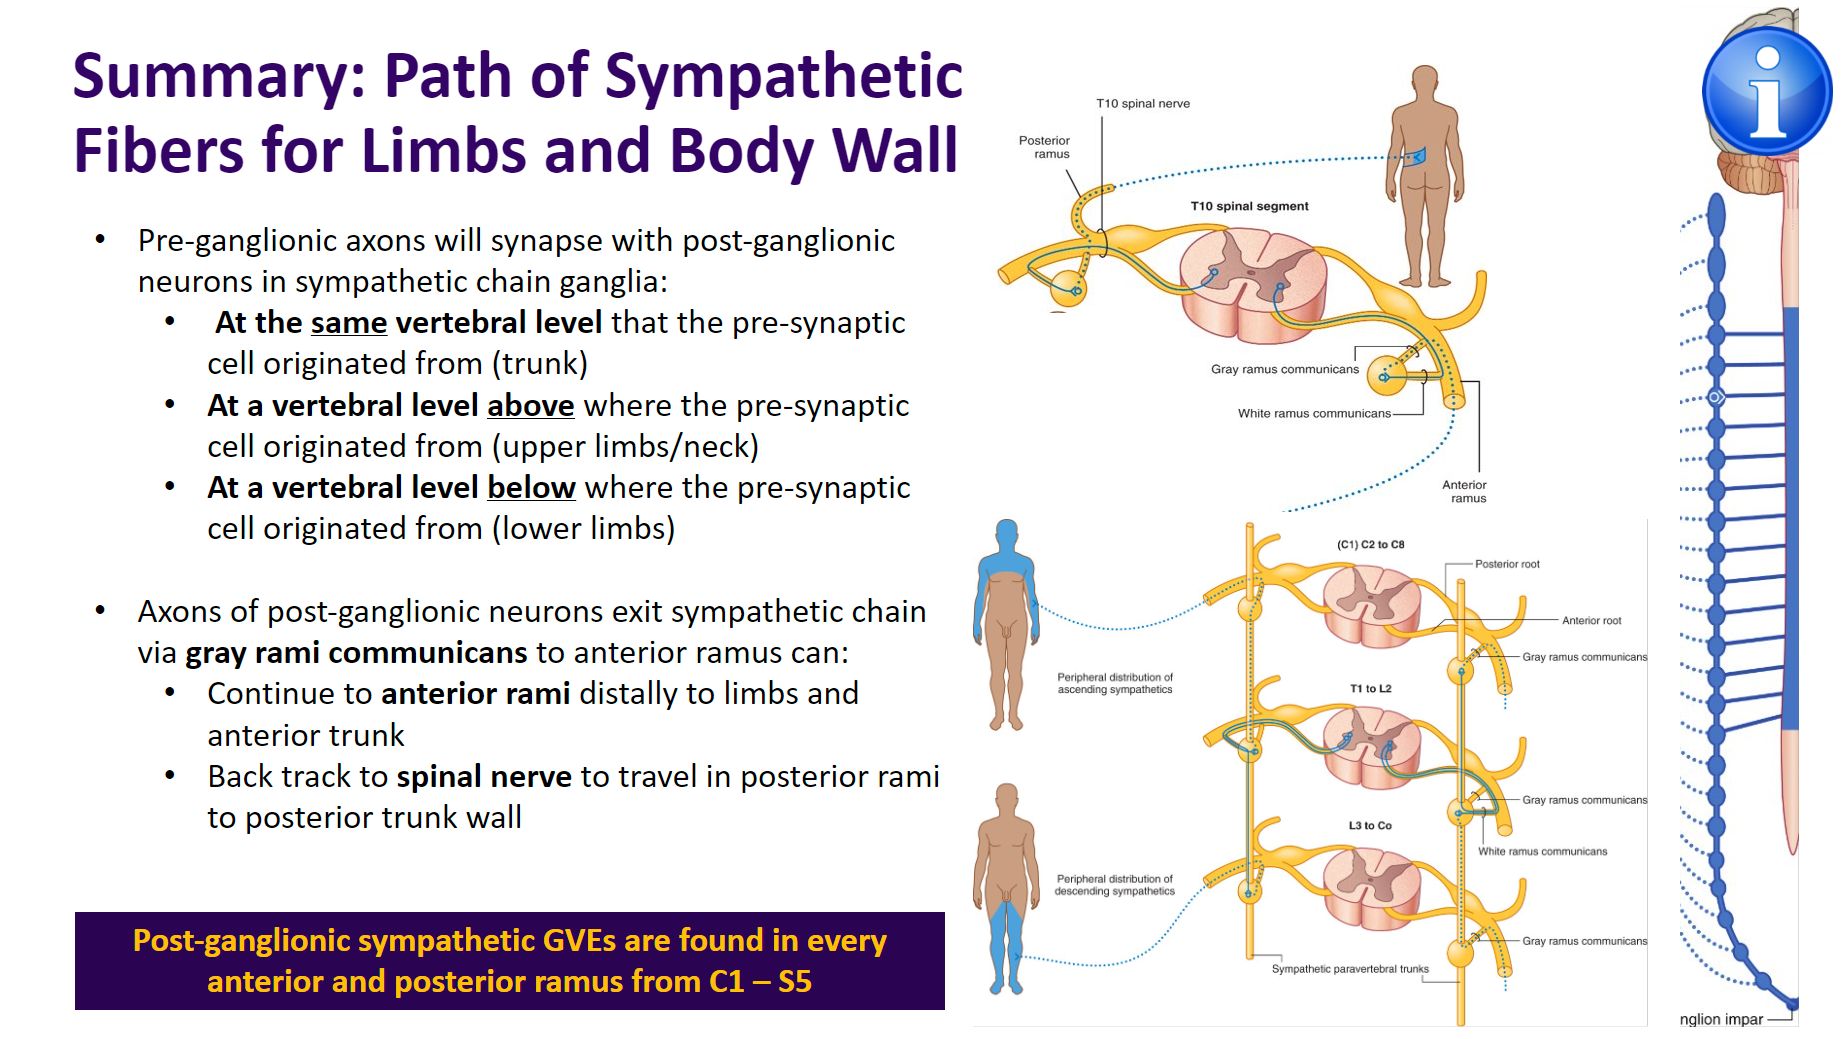 Summary: Path of Sympathetic
Fibers for Limbs and Body Wall
• Pre-ganglionic axons will synapse with post-ganglionic
neurons in sympathetic chain ganglia:
• At the same vertebral level that the pre-synaptic
cell originated from (trunk)
• At a vertebral level above where the pre-synaptic
cell originated from (upper limbs/neck)
• At a vertebral level below where the pre-synaptic
cell originated from (lower limbs)
• Axons of post-ganglionic neurons exit sympathetic chain
via gray rami communicans to anterior ramus can:
• Continue to anterior rami distally to limbs and
anterior trunk
• Back track to spinal nerve to travel in posterior rami
to posterior trunk wall
Post-ganglionic sympathetic GVEs are found in every
anterior and posterior ramus from C1 – S5
T10 spinal nerve
Posterior
ramus
T10 spinal segment
Gray ramus communicans
White ramus communicans
Anterior
ramus
(C1) C2 to C8
Posterior root
Anterior root
Gray ramus communicans
Peripheral distribution of
ascending sympathetics
T1 to L2
Gray ramus communicans
L3 to Co
White ramus communicans
Peripheral distribution of
descending sympathetics
Gray ramus communicans
Sympathetic paravertebral trunks
i
nglion impar